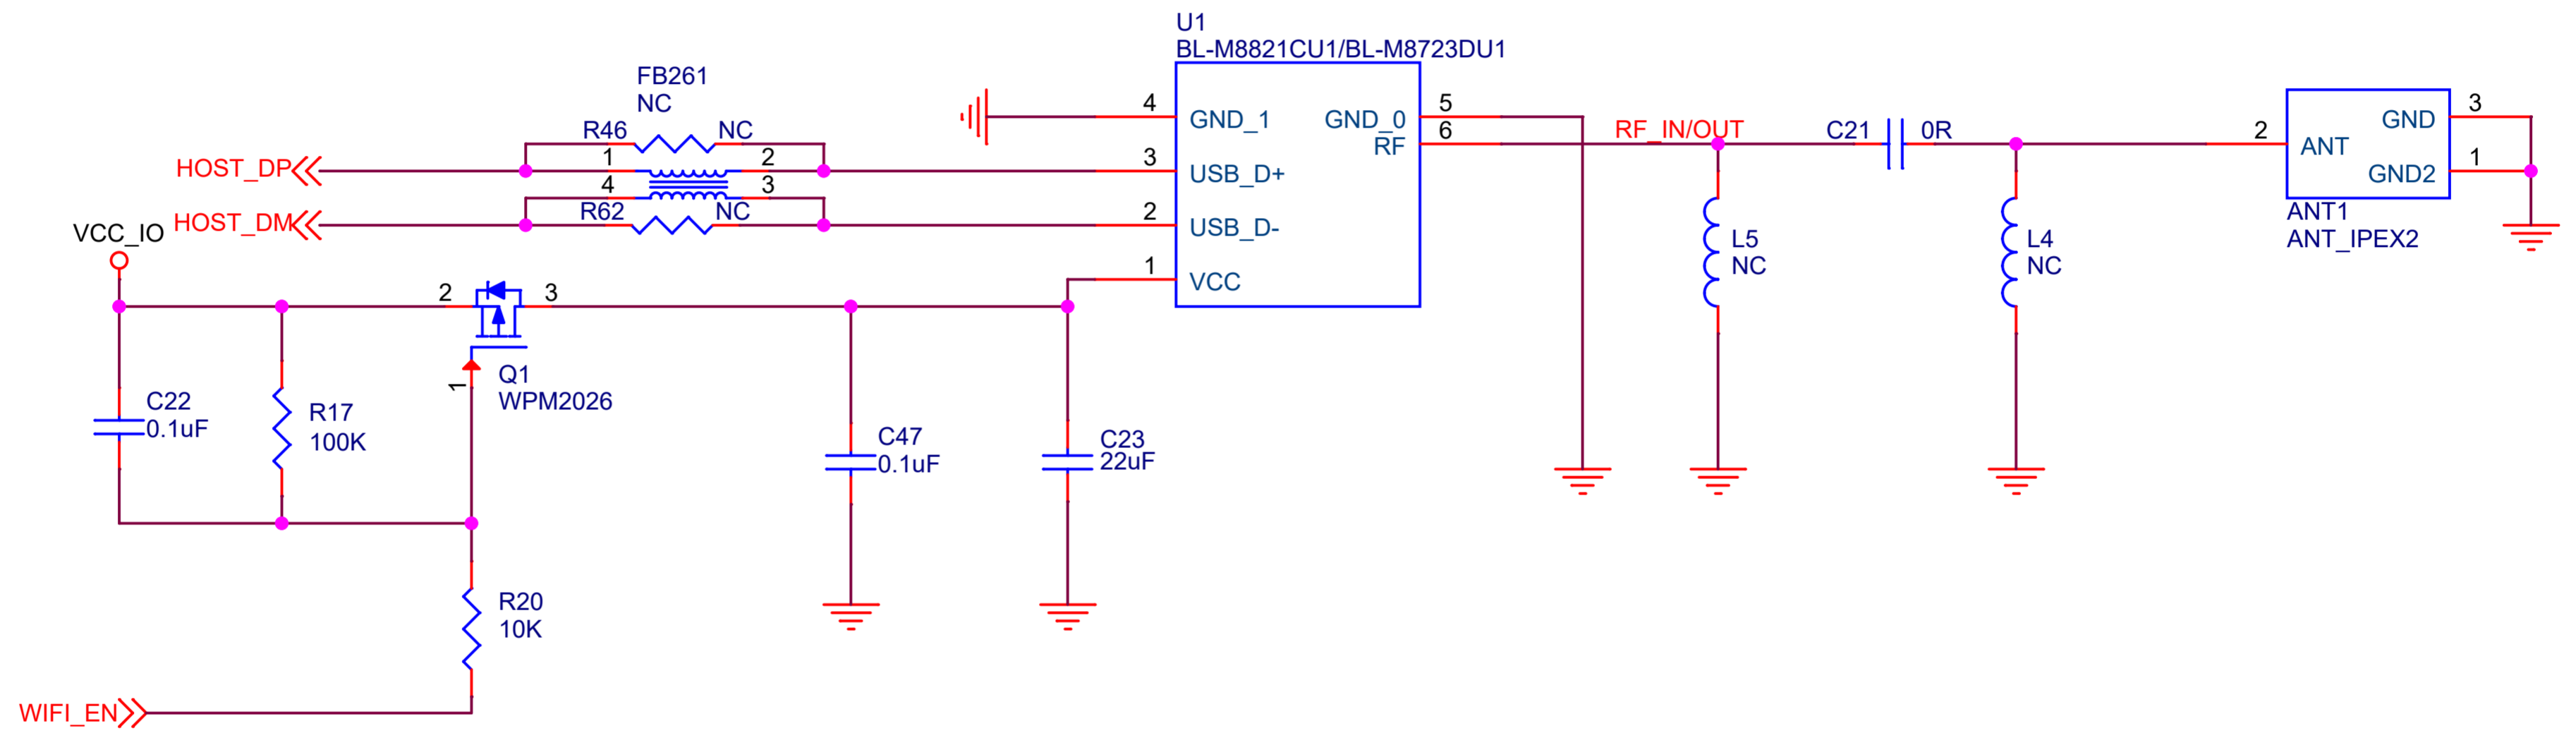 U1
BL-M8821CU1/BL-M8723DU1
FB261
NC
R46
NC
1
2
HOST_DP
4
3
R62
NC
HOST_DM
4
GND_1
GND_0
5
RF
6
3
USB_D+
2
USB_D-
1
VCC
RF_IN/OUT
C21
0R
2
ANT
GND
3
GND2
1
ANT1
ANT_IPEX2
L5
NC
L4
NC
VCC_IO
2
3
1
Q1
WPM2026
C22
0.1uF
R17
100K
C47
0.1uF
C23
22uF
R20
10K
WIFI_EN